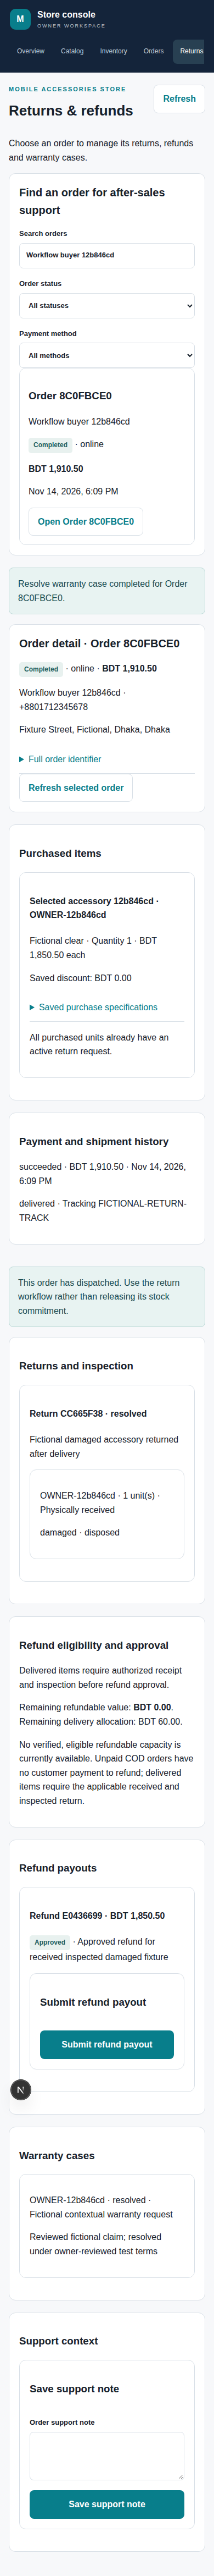 M
Store console
OWNER WORKSPACE
Overview
Catalog
Inventory
Orders
Returns
MOBILE ACCESSORIES STORE
Returns & refunds
Refresh
Choose an order to manage its returns, refunds
and warranty cases.
Find an order for after-sales
support
Search orders
Workflow buyer 12b846cd
Order status
All statuses
Payment method
All methods
Order 8C0FBCE0
Workflow buyer 12b846cd
Completed · online
BDT 1,910.50
Nov 14, 2026, 6:09 PM
Open Order 8C0FBCE0
Resolve warranty case completed for Order
8C0FBCE0.
Order detail · Order 8C0FBCE0
Completed · online · BDT 1,910.50
Workflow buyer 12b846cd ·
+8801712345678
Fixture Street, Fictional, Dhaka, Dhaka
Full order identifier
Refresh selected order
Purchased items
Selected accessory 12b846cd ·
OWNER-12b846cd
Fictional clear · Quantity 1 · BDT
1,850.50 each
Saved discount: BDT 0.00
Saved purchase specifications
All purchased units already have an
active return request.
Payment and shipment history
succeeded · BDT 1,910.50 · Nov 14, 2026,
6:09 PM
delivered · Tracking FICTIONAL-RETURN-
TRACK
This order has dispatched. Use the return
workflow rather than releasing its stock
commitment.
Returns and inspection
Return CC665F38 · resolved
Fictional damaged accessory returned
after delivery
OWNER-12b846cd · 1 unit(s) ·
Physically received
damaged · disposed
Refund eligibility and approval
Delivered items require authorized receipt
and inspection before refund approval.
Remaining refundable value: BDT 0.00.
Remaining delivery allocation: BDT 60.00.
No verified, eligible refundable capacity is
currently available. Unpaid COD orders have
no customer payment to refund; delivered
items require the applicable received and
inspected return.
Refund payouts
Refund E0436699 · BDT 1,850.50
Approved · Approved refund for
received inspected damaged fixture
Submit refund payout
Submit refund payout
N
Warranty cases
OWNER-12b846cd · resolved ·
Fictional contextual warranty request
Reviewed fictional claim; resolved
under owner-reviewed test terms
Support context
Save support note
Order support note
Save support note